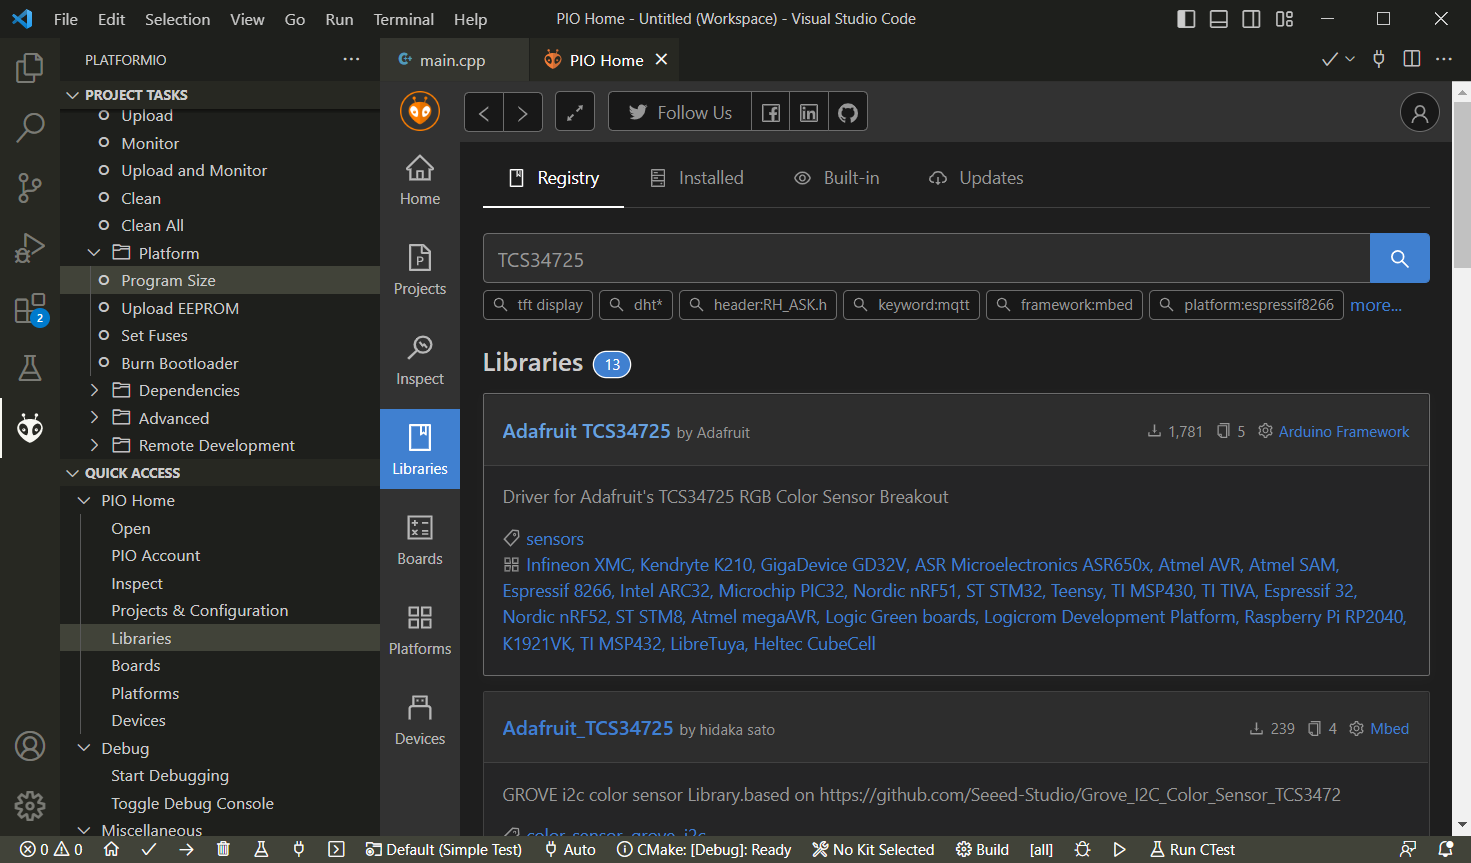 File Edit Selection View Go Run Terminal Help PIO Home - Untitled (Workspace) - Visual Studio Code
PLATFORMIO
main.cpp PIO Home
PROJECT TASKS
Upload
Monitor
Upload and Monitor
Clean
Clean All
Platform
Program Size
Upload EEPROM
Set Fuses
Burn Bootloader
Dependencies
Advanced
Remote Development
QUICK ACCESS
PIO Home
Open
PIO Account
Inspect
Projects & Configuration
Libraries
Boards
Platforms
Devices
Debug
Start Debugging
Toggle Debug Console
Miscellaneous
2
Home
Projects
Inspect
Libraries
Boards
Platforms
Devices
Follow Us
Registry Installed Built-in Updates
TCS34725
tft display dht* header:RH_ASK.h keyword:mqtt framework:mbed platform:espressif8266 more...
Libraries 13
Adafruit TCS34725 by Adafruit 1,781 5 Arduino Framework
Driver for Adafruit's TCS34725 RGB Color Sensor Breakout
sensors
Infineon XMC, Kendryte K210, GigaDevice GD32V, ASR Microelectronics ASR650x, Atmel AVR, Atmel SAM,
Espressif 8266, Intel ARC32, Microchip PIC32, Nordic nRF51, ST STM32, Teensy, TI MSP430, TI TIVA, Espressif 32,
Nordic nRF52, ST STM8, Atmel megaAVR, Logic Green boards, Logicrom Development Platform, Raspberry Pi RP2040,
K1921VK, TI MSP432, LibreTuya, Heltec CubeCell
Adafruit_TCS34725 by hidaka sato 239 4 Mbed
GROVE i2c color sensor Library.based on https://github.com/Seeed-Studio/Grove_I2C_Color_Sensor_TCS3472
color, sensor, grove, i2c
0 0 Default (Simple Test) Auto CMake: [Debug]: Ready No Kit Selected Build [all] Run CTest